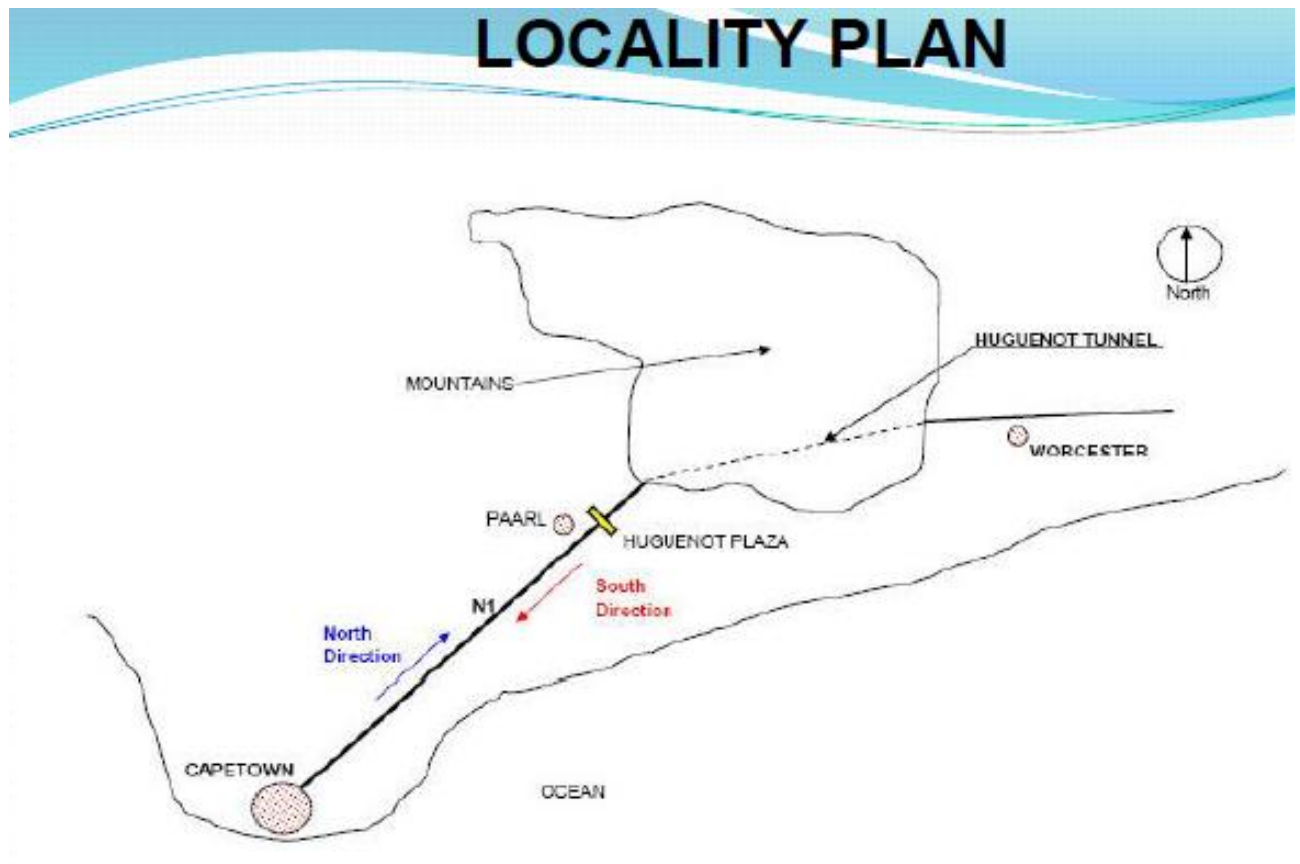 LOCALITY PLAN
North
HUGUENOT TUNNEL
MOUNTAINS
WORCESTER
PAARL
HUGUENOT PLAZA
South
Direction
N1
North
Direction
CAPETOWN
OCEAN